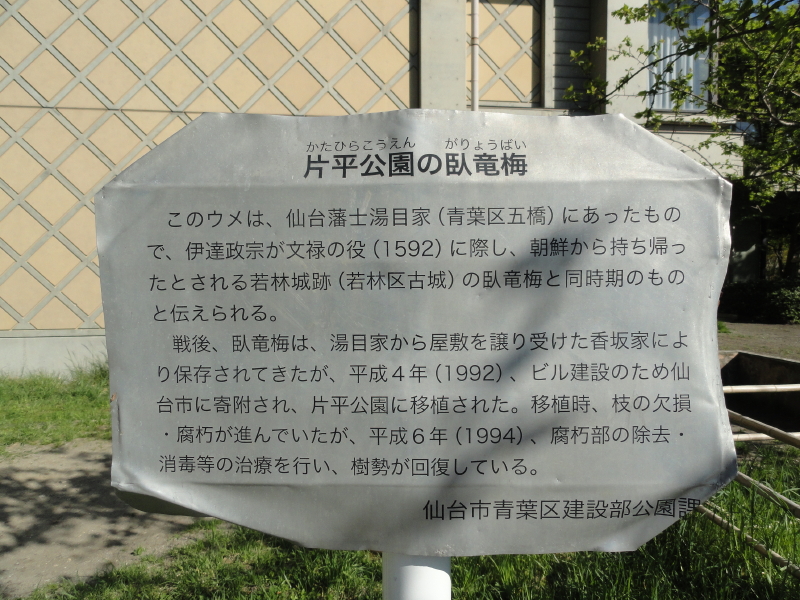 かたひらこうえん がりょうばい
片平公園の臥竜梅
このウメは、仙台藩士湯目家（青葉区五橋）にあったもの
で、伊達政宗が文禄の役（1592）に際し、朝鮮から持ち帰っ
たとされる若林城跡（若林区古城）の臥竜梅と同時期のもの
と伝えられる。
戦後、臥竜梅は、湯目家から屋敷を譲り受けた香坂家によ
り保存されてきたが、平成４年（1992）、ビル建設のため仙
台市に寄附され、片平公園に移植された。移植時、枝の欠損
・腐朽が進んでいたが、平成６年（1994）、腐朽部の除去・
消毒等の治療を行い、樹勢が回復している。
仙台市青葉区建設部公園課